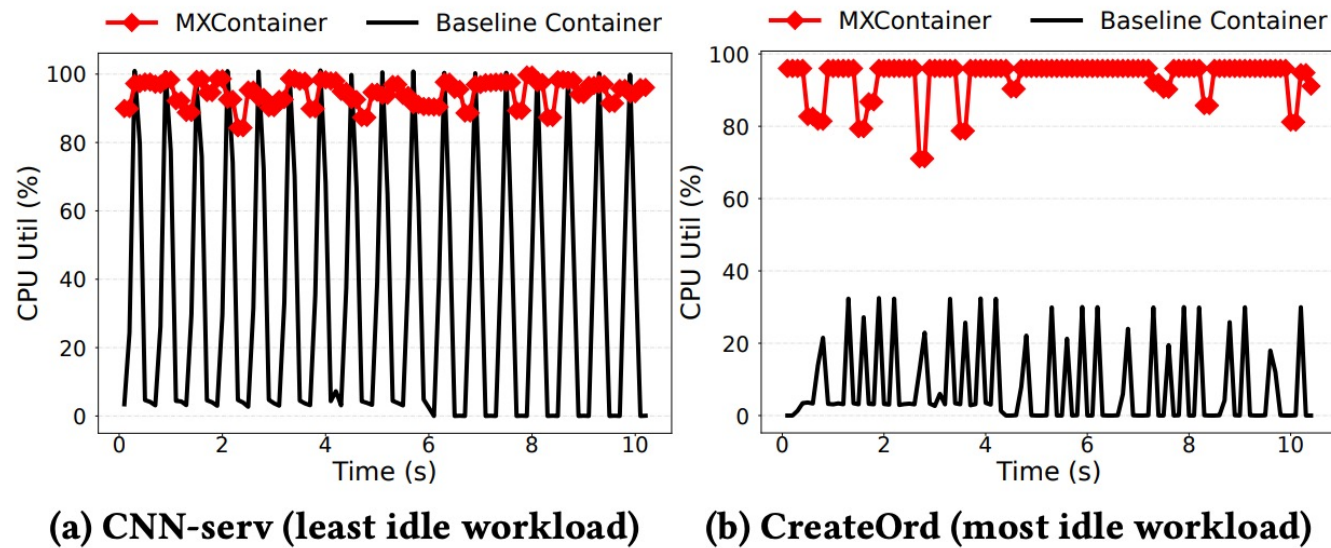 MXContainer Baseline Container
MXContainer Baseline Container
CPU Util (%)
100
80
60
40
20
0
0 2 4 6 8 10
Time (s)
CPU Util (%)
100
80
60
40
20
0
0 2 4 6 8 10
Time (s)
(a) CNN-serv (least idle workload)
(b) CreateOrd (most idle workload)